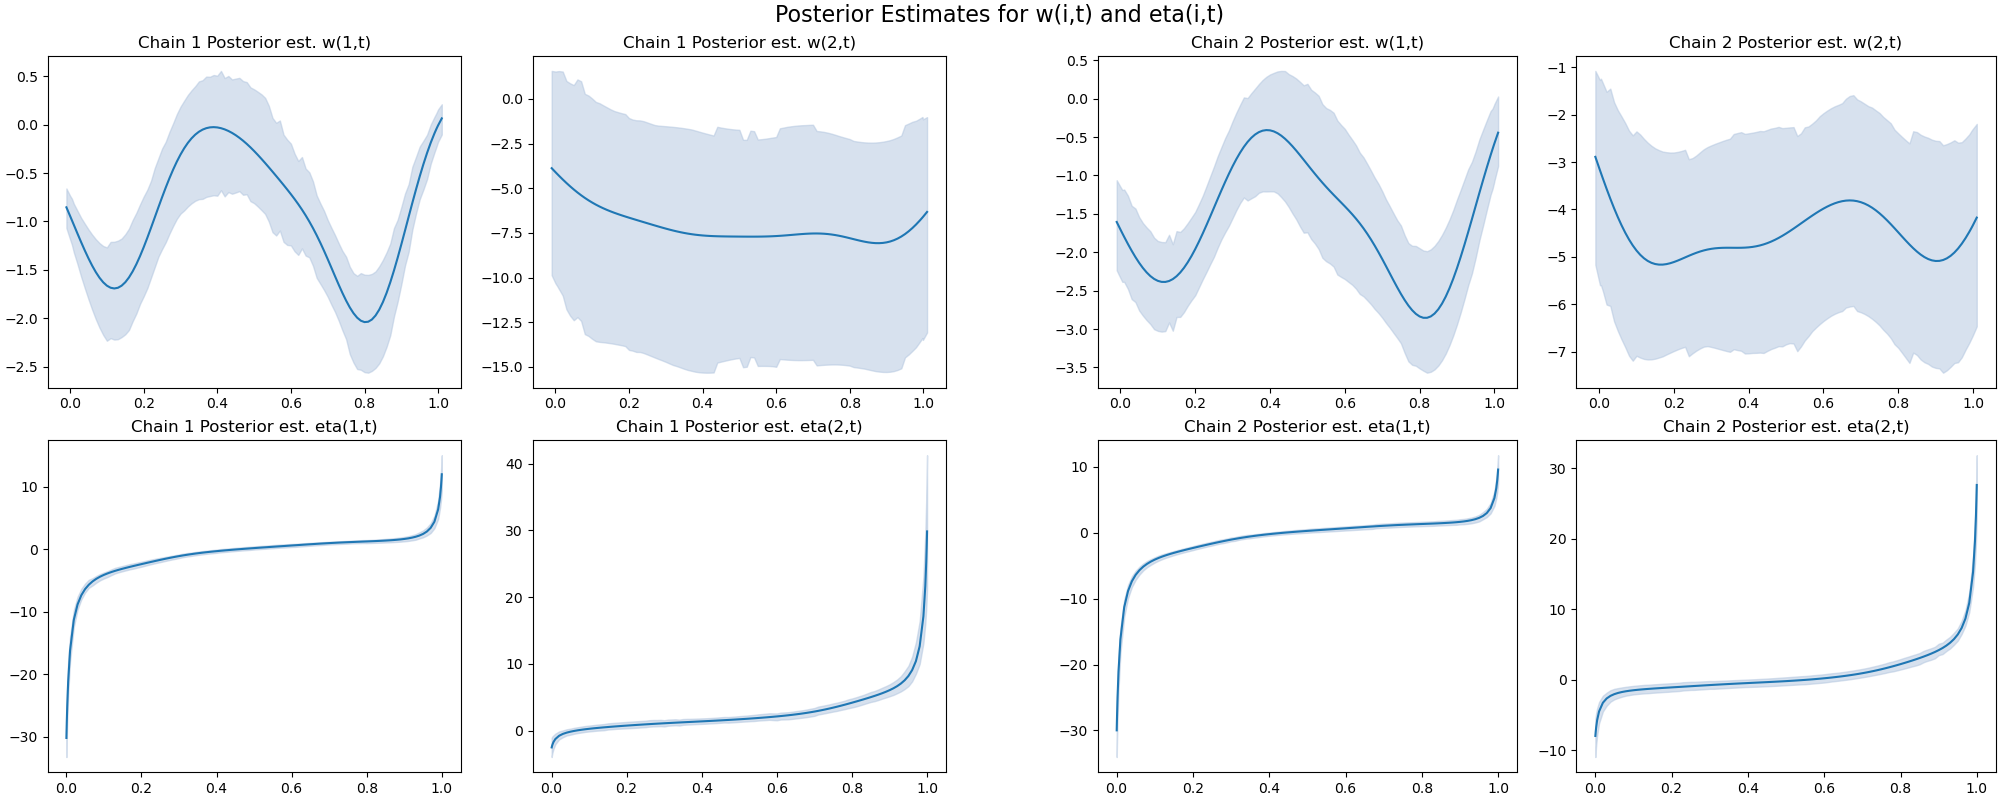 Posterior Estimates for w(i,t) and eta(i,t)
Chain 1 Posterior est. w(1,t)
0.5
0.0
−0.5
−1.0
−1.5
−2.0
−2.5
0.0 0.2 0.4 0.6 0.8 1.0
Chain 1 Posterior est. w(2,t)
0.0
−2.5
−5.0
−7.5
−10.0
−12.5
−15.0
0.0 0.2 0.4 0.6 0.8 1.0
Chain 2 Posterior est. w(1,t)
0.5
0.0
−0.5
−1.0
−1.5
−2.0
−2.5
−3.0
−3.5
0.0 0.2 0.4 0.6 0.8 1.0
Chain 2 Posterior est. w(2,t)
−1
−2
−3
−4
−5
−6
−7
0.0 0.2 0.4 0.6 0.8 1.0
Chain 1 Posterior est. eta(1,t)
10
0
−10
−20
−30
0.0 0.2 0.4 0.6 0.8 1.0
Chain 1 Posterior est. eta(2,t)
40
30
20
10
0
0.0 0.2 0.4 0.6 0.8 1.0
Chain 2 Posterior est. eta(1,t)
10
0
−10
−20
−30
0.0 0.2 0.4 0.6 0.8 1.0
Chain 2 Posterior est. eta(2,t)
30
20
10
0
−10
0.0 0.2 0.4 0.6 0.8 1.0